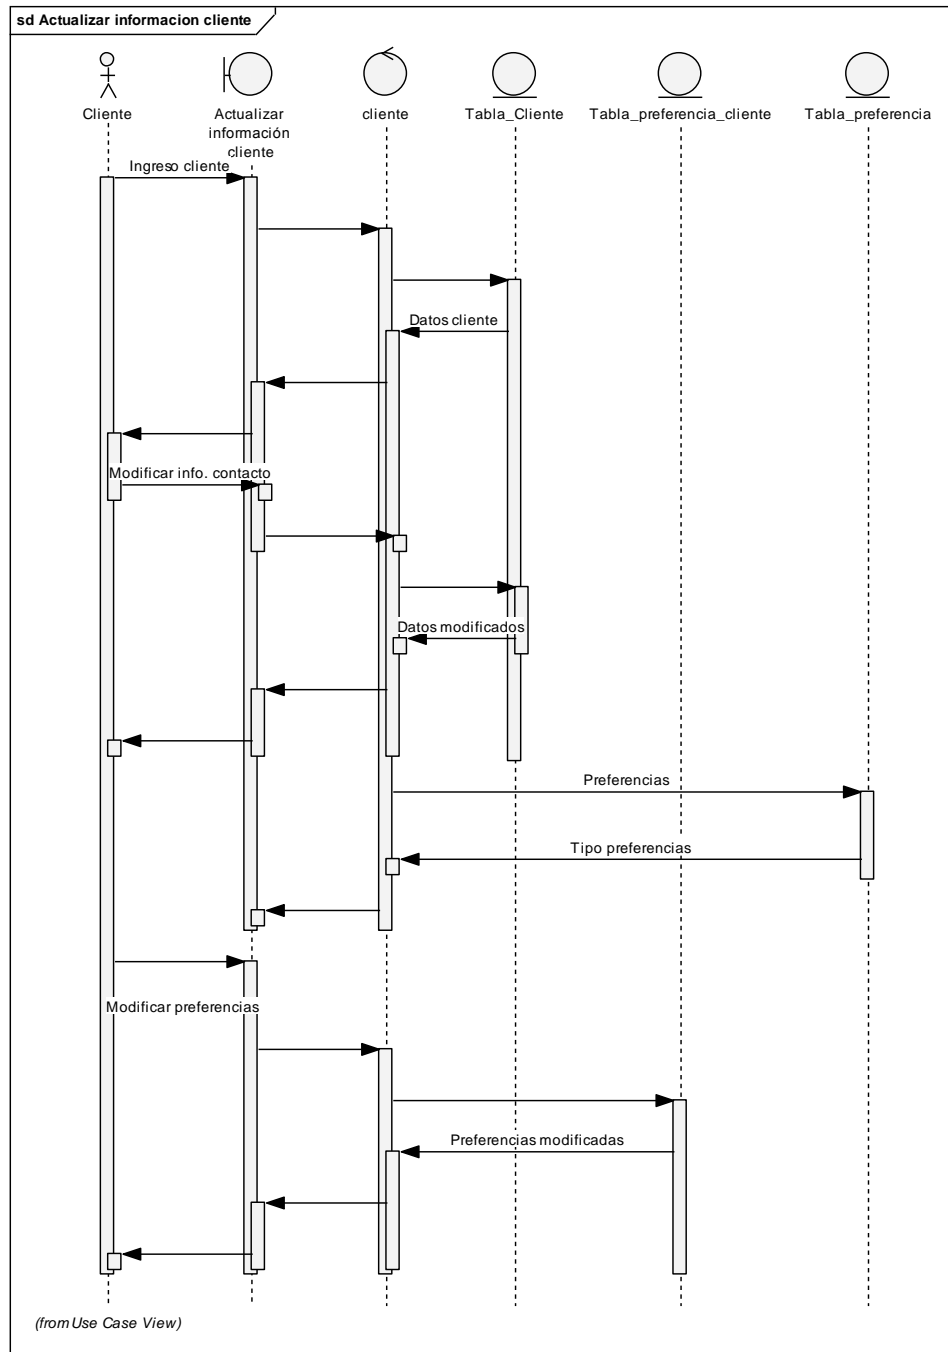 sd Actualizar informacion cliente
Cliente
Actualizar
información
cliente
cliente
Tabla_Cliente
Tabla_preferencia_cliente
Tabla_preferencia
Ingreso cliente
Datos cliente
Modificar info. contacto
Datos modificados
Preferencias
Tipo preferencias
Modificar preferencias
Preferencias modificadas
(from Use Case View)